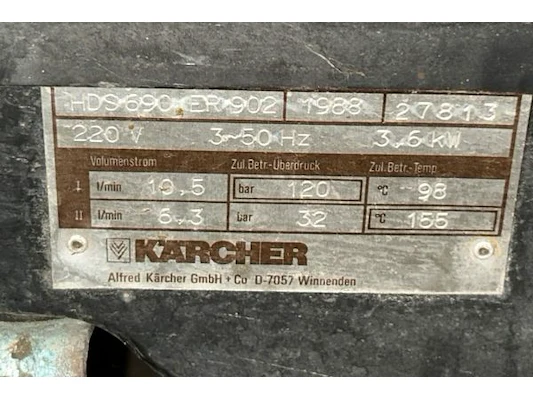 HDS 690 ER 902 1988 27813
220 V 3~50 Hz 3,6 kW
Volumenstrom Zul.Betr.-Überdruck Zul.Betr.-Temp
I l/min 10,5 bar 120 °C 98
II l/min 6,3 bar 32 °C 155
KÄRCHER
Alfred Kärcher GmbH + Co D-7057 Winnenden